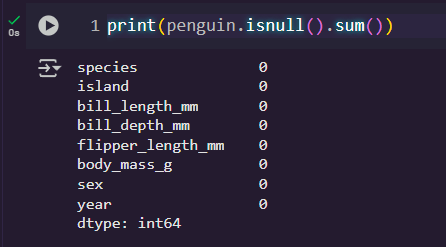 0s
1 print(penguin.isnull().sum())
species 0
island 0
bill_length_mm 0
bill_depth_mm 0
flipper_length_mm 0
body_mass_g 0
sex 0
year 0
dtype: int64